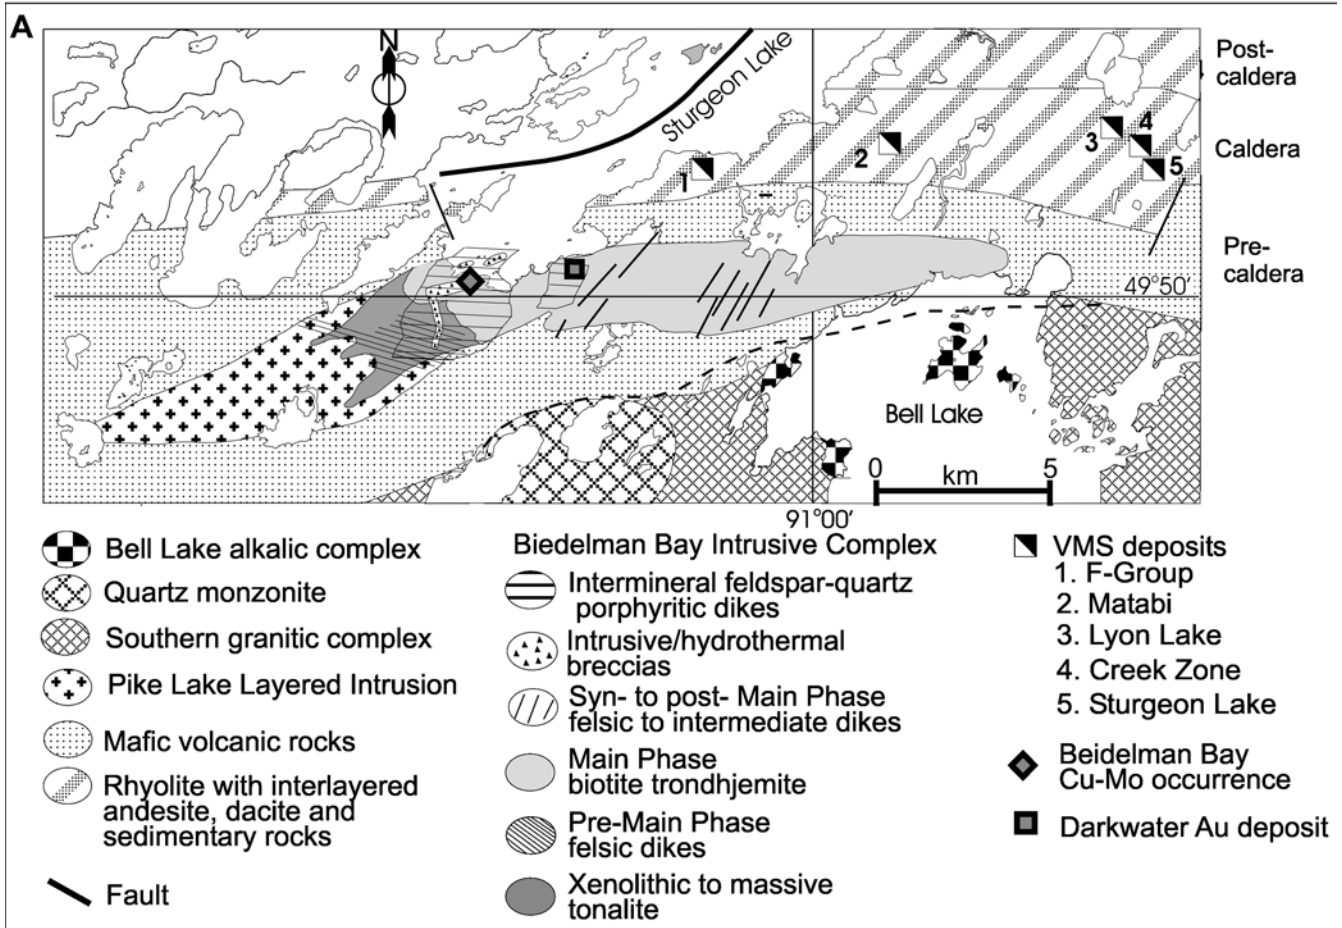 A
N
Sturgeon Lake
Post-
caldera
Caldera
Pre-
caldera
1
2
3
4
5
49°50'
Bell Lake
0
km
5
91°00'
Bell Lake alkalic complex
Quartz monzonite
Southern granitic complex
Pike Lake Layered Intrusion
Mafic volcanic rocks
Rhyolite with interlayered
andesite, dacite and
sedimentary rocks
Fault
Biedelman Bay Intrusive Complex
Intermineral feldspar-quartz
porphyritic dikes
Intrusive/hydrothermal
breccias
Syn- to post- Main Phase
felsic to intermediate dikes
Main Phase
biotite trondhjemite
Pre-Main Phase
felsic dikes
Xenolithic to massive
tonalite
VMS deposits
1. F-Group
2. Matabi
3. Lyon Lake
4. Creek Zone
5. Sturgeon Lake
Beidelman Bay
Cu-Mo occurrence
Darkwater Au deposit